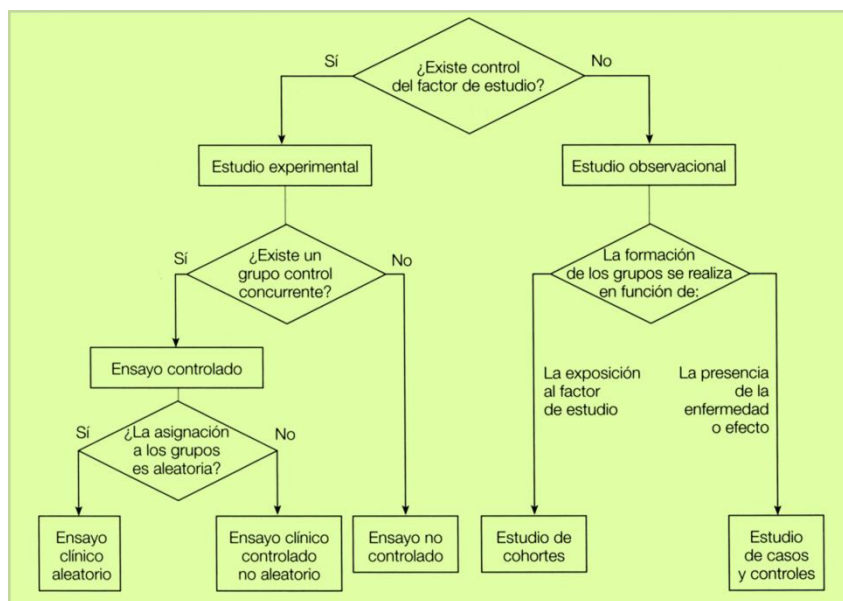 ¿Existe control
del factor de estudio?
Sí
No
Estudio experimental
Estudio observacional
¿Existe un
grupo control
concurrente?
Sí
No
La formación
de los grupos se realiza
en función de:
Ensayo controlado
La exposición
al factor
de estudio
La presencia
de la
enfermedad
o efecto
¿La asignación
a los grupos
es aleatoria?
Sí
No
Ensayo
clínico
aleatorio
Ensayo clínico
controlado
no aleatorio
Ensayo no
controlado
Estudio de
cohortes
Estudio
de casos
y controles